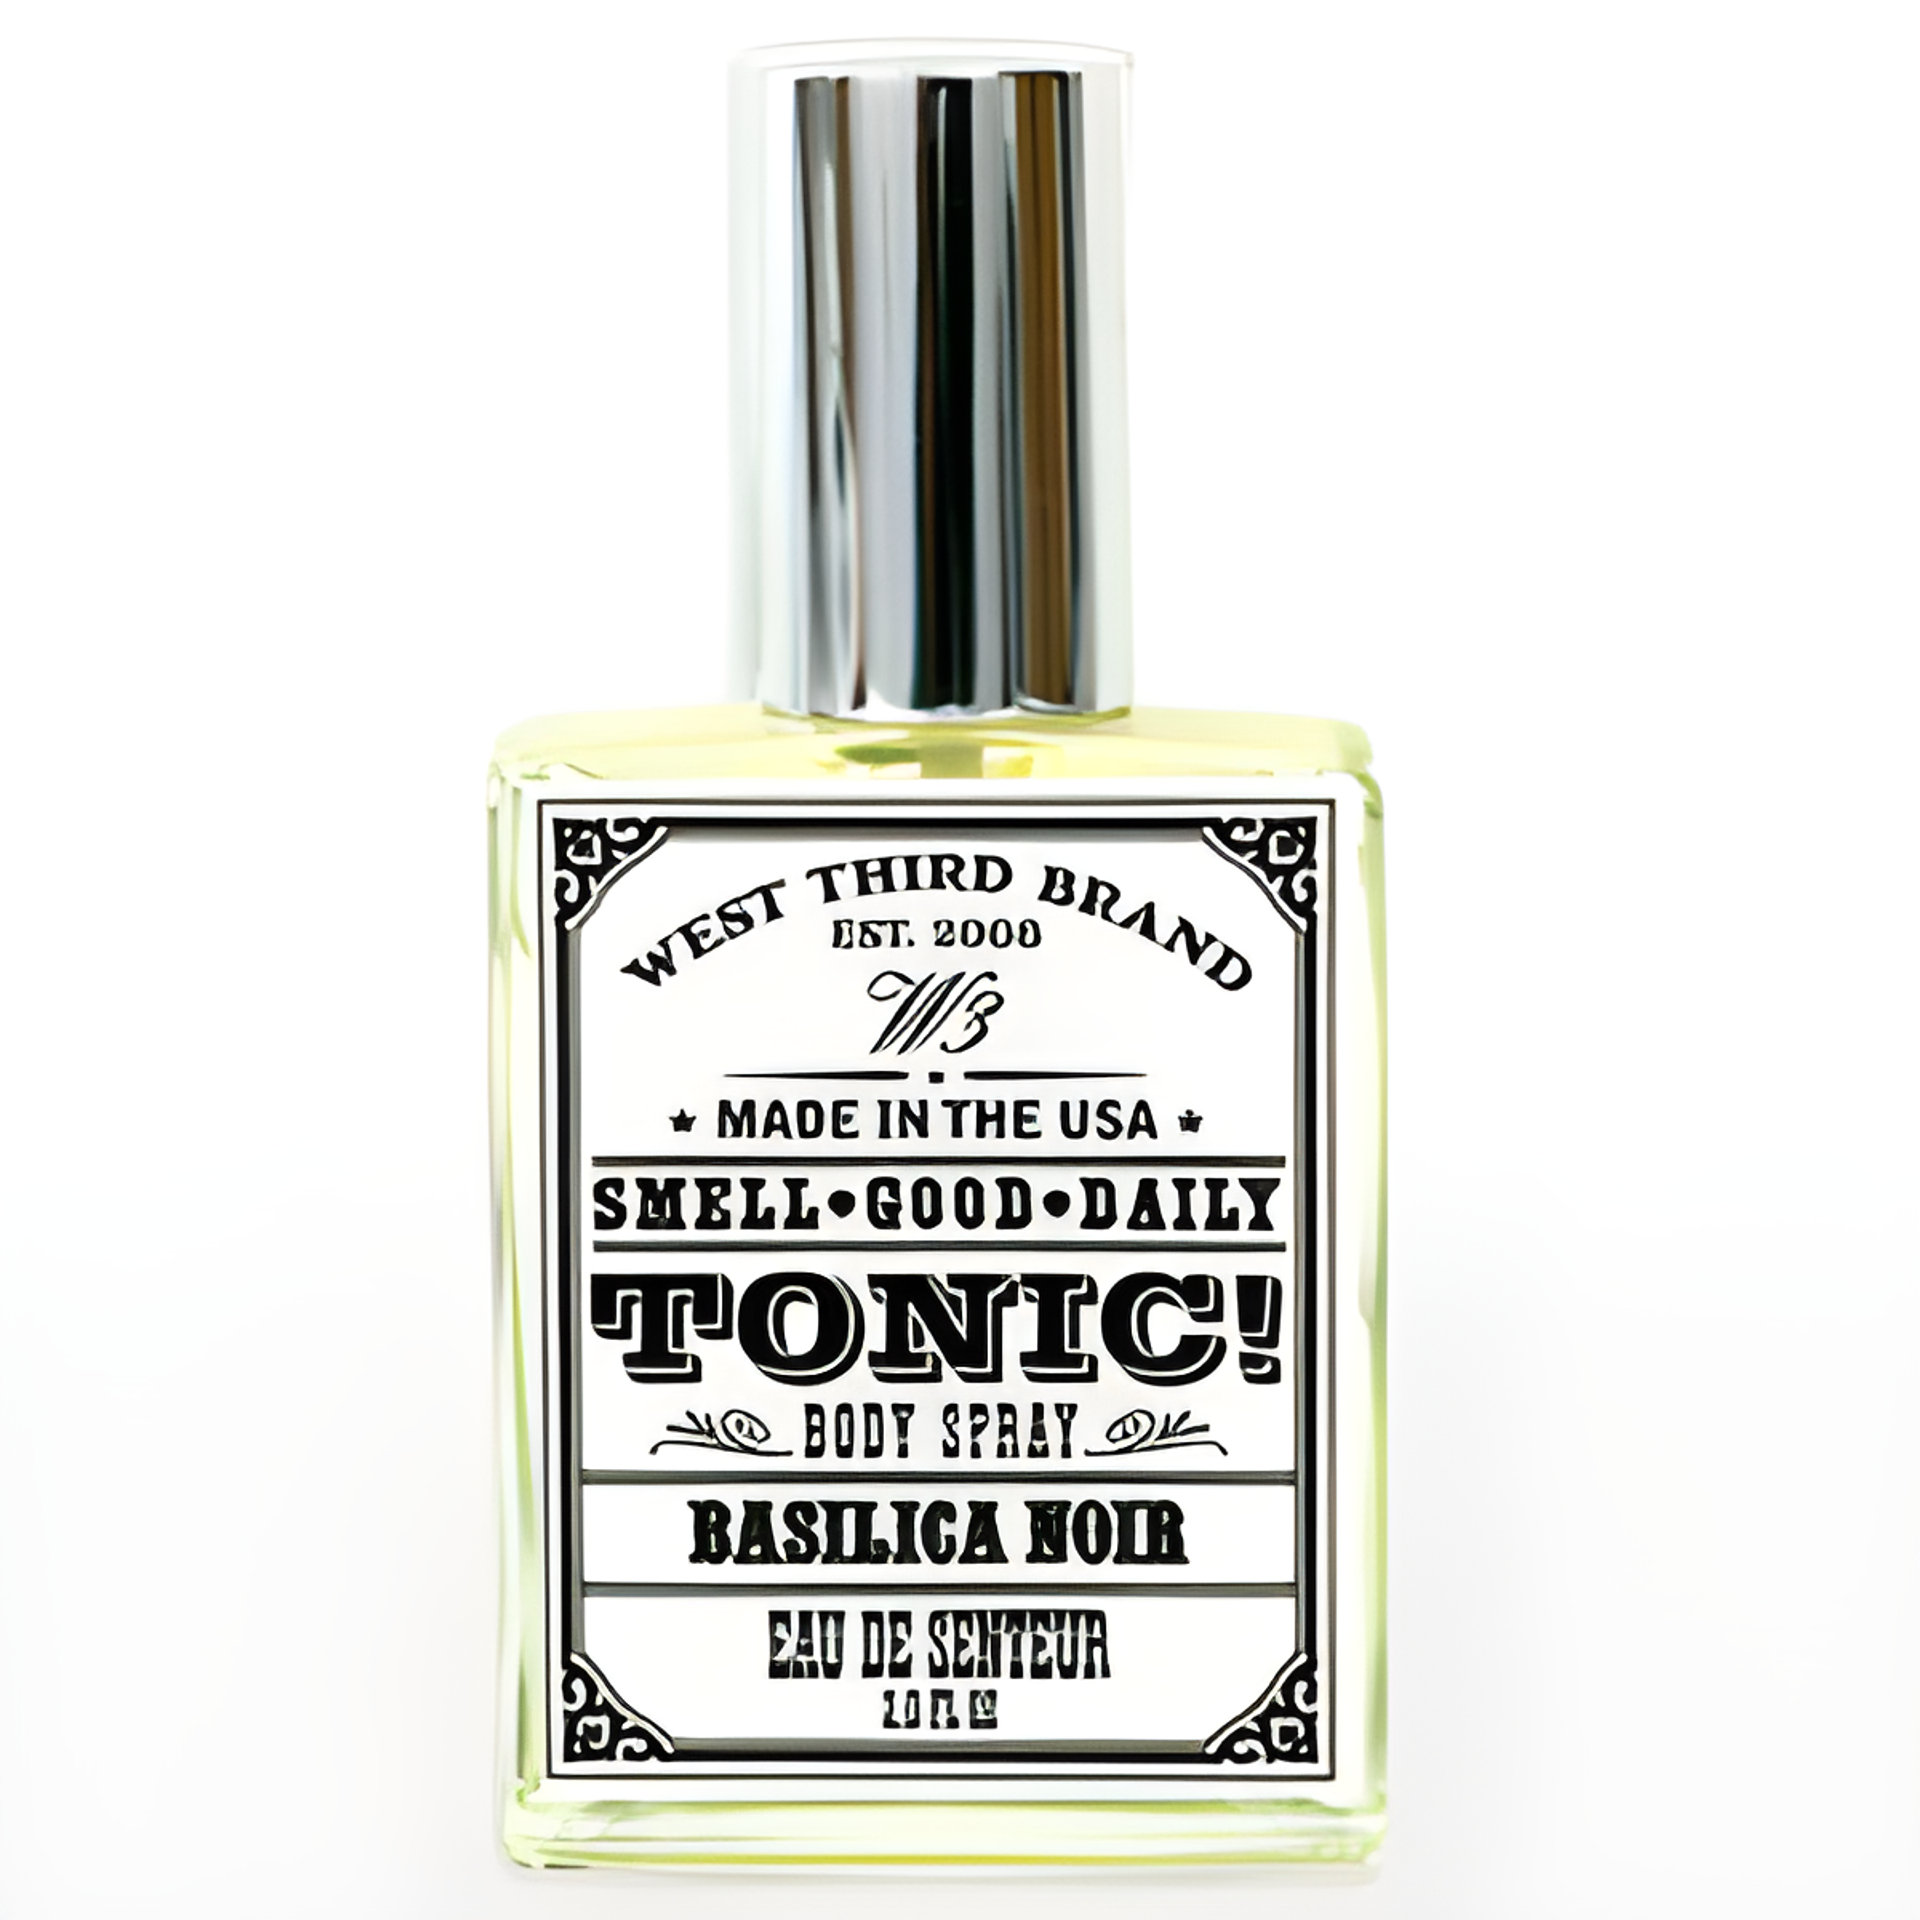 WEST THIRD BRAND
EST. 2000
W3
MADE IN THE USA
SMELL•GOOD•DAILY
TONIC!
BODY SPRAY
BASILICA NOIR
EAU DE SENTEUR